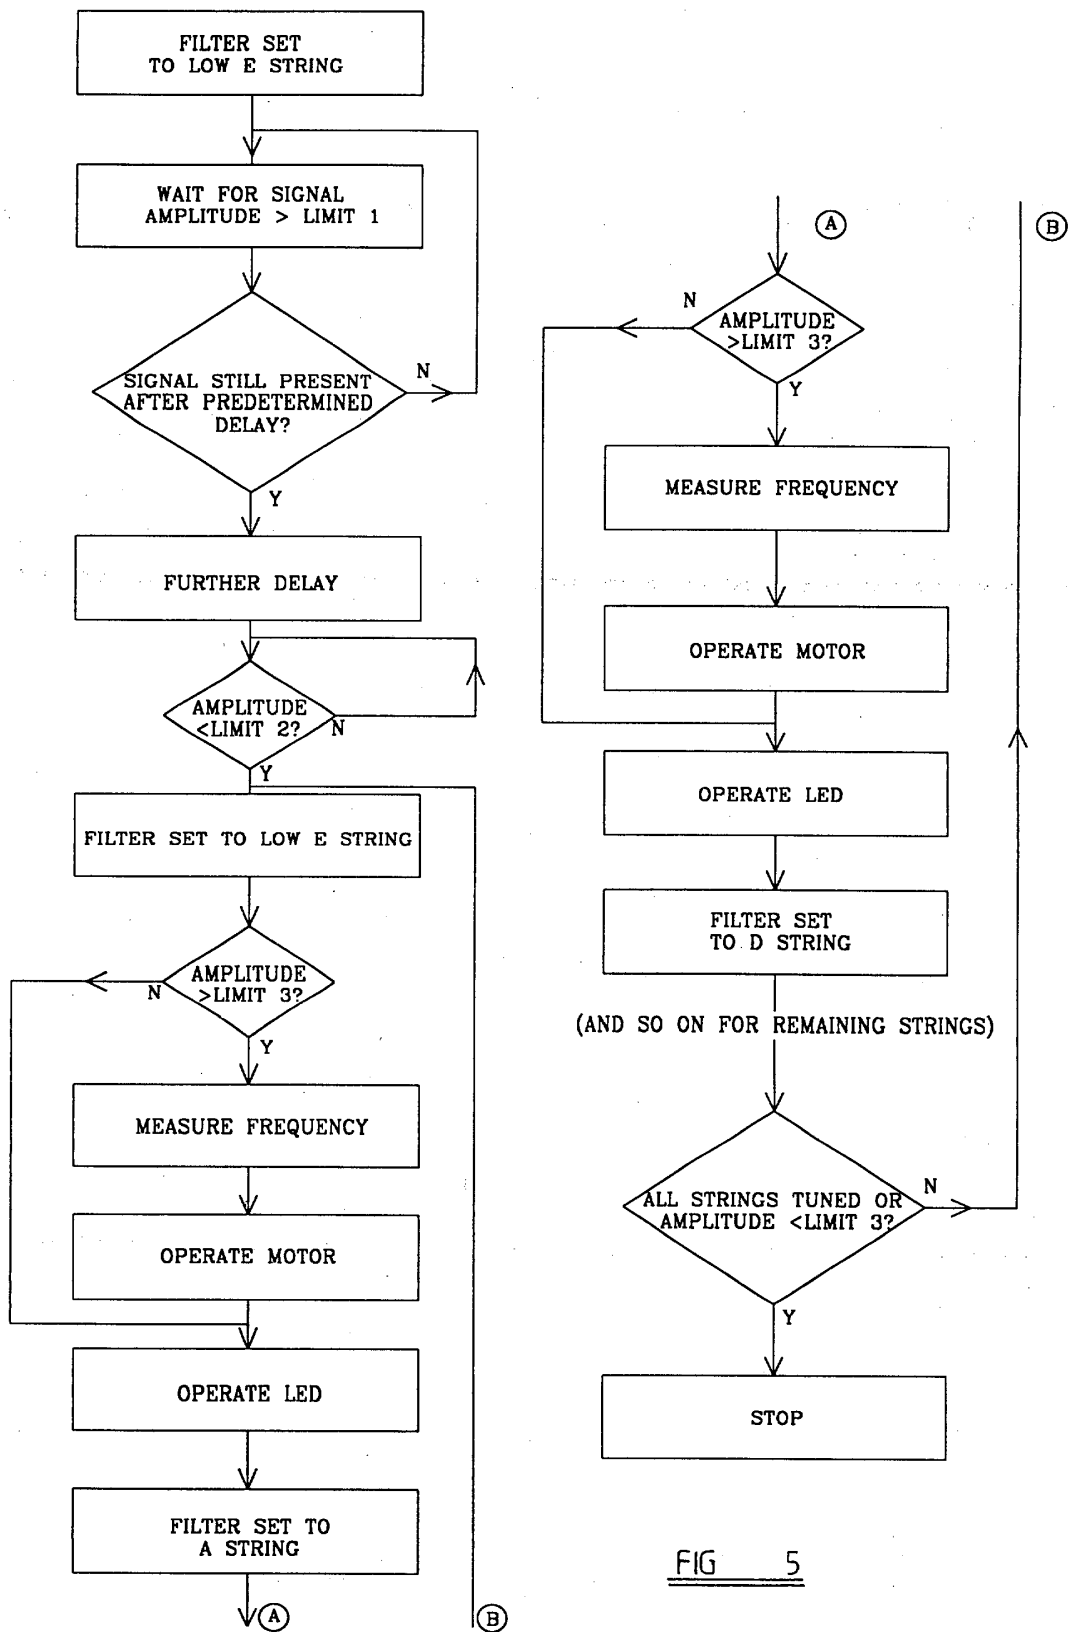 FILTER SET
TO LOW E STRING
WAIT FOR SIGNAL
AMPLITUDE > LIMIT 1
SIGNAL STILL PRESENT
AFTER PREDETERMINED
DELAY?
N
Y
FURTHER DELAY
AMPLITUDE
<LIMIT 2?
N
Y
FILTER SET TO LOW E STRING
AMPLITUDE
>LIMIT 3?
N
Y
MEASURE FREQUENCY
OPERATE MOTOR
OPERATE LED
FILTER SET TO
A STRING
A
B
A
B
N
AMPLITUDE
>LIMIT 3?
Y
MEASURE FREQUENCY
OPERATE MOTOR
OPERATE LED
FILTER SET
TO D STRING
(AND SO ON FOR REMAINING STRINGS)
ALL STRINGS TUNED OR
AMPLITUDE <LIMIT 3?
N
Y
STOP
FIG 5